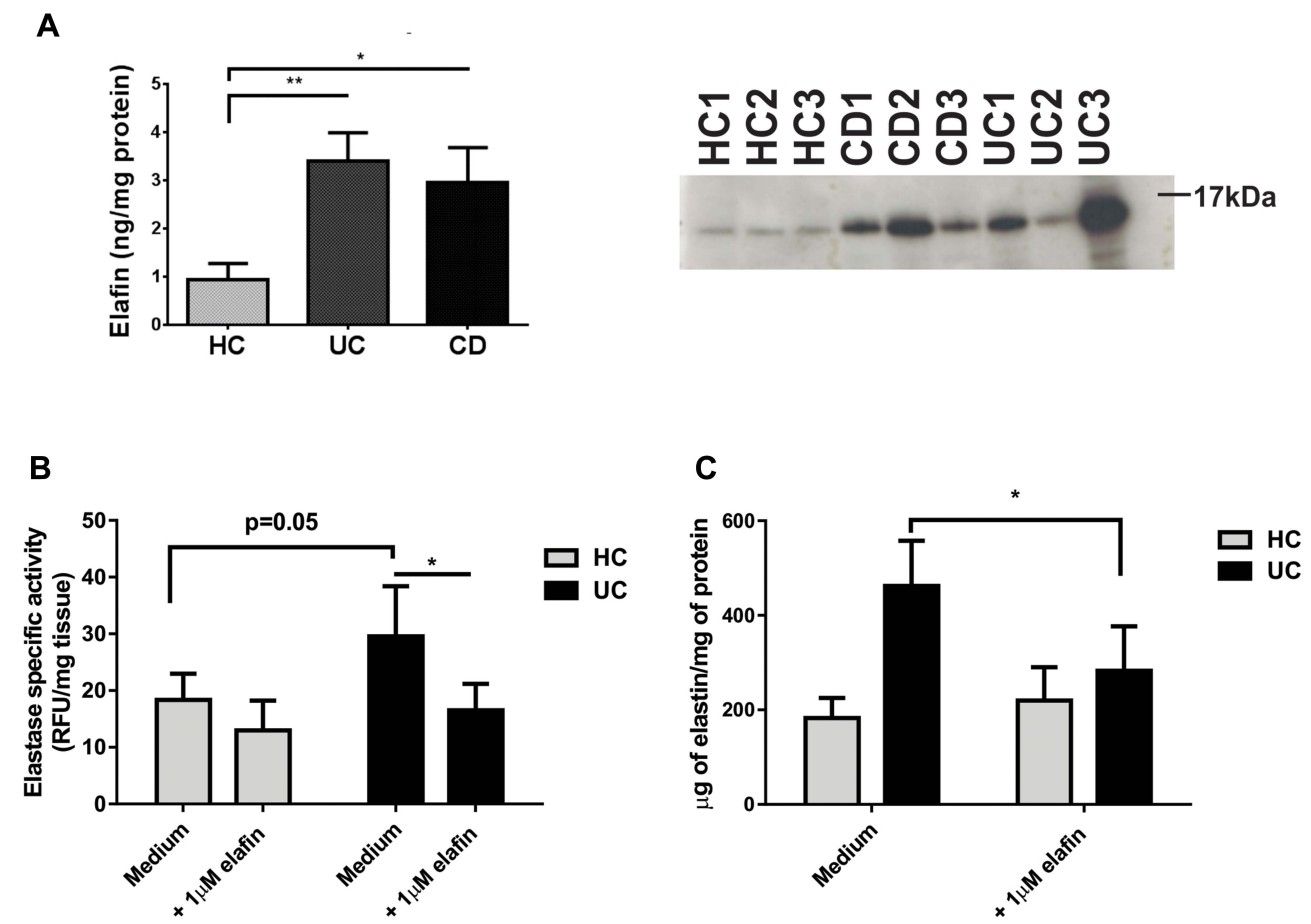 A
Elafin (ng/mg protein)
5
4
3
2
1
0
*
**
HC UC CD
HC1 HC2 HC3 CD1 CD2 CD3 UC1 UC2 UC3
17kDa
B
Elastase specific activity
(RFU/mg tissue)
50
40
30
20
10
0
p=0.05
*
HC
UC
Medium
+ 1μM elafin
Medium
+ 1μM elafin
C
μg of elastin/mg of protein
600
400
200
0
*
HC
UC
Medium
+ 1μM elafin